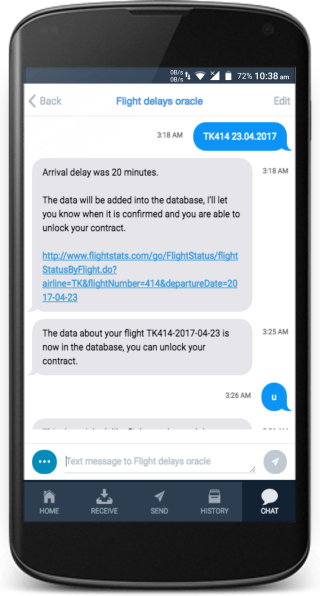 0B/s
0B/s
72% 10:38 am
Back
Flight delays oracle
Edit
3:18 AM
TK414 23.04.2017
Arrival delay was 20 minutes.
3:18 AM
The data will be added into the database, I'll let
you know when it is confirmed and you are able to
unlock your contract.
http://www.flightstats.com/go/FlightStatus/flight
StatusByFlight.do?
airline=TK&flightNumber=414&departureDate=20
17-04-23
The data about your flight TK414-2017-04-23 is
now in the database, you can unlock your
contract.
3:25 AM
3:26 AM
u
Text message to Flight delays oracle
HOME
RECEIVE
SEND
HISTORY
CHAT